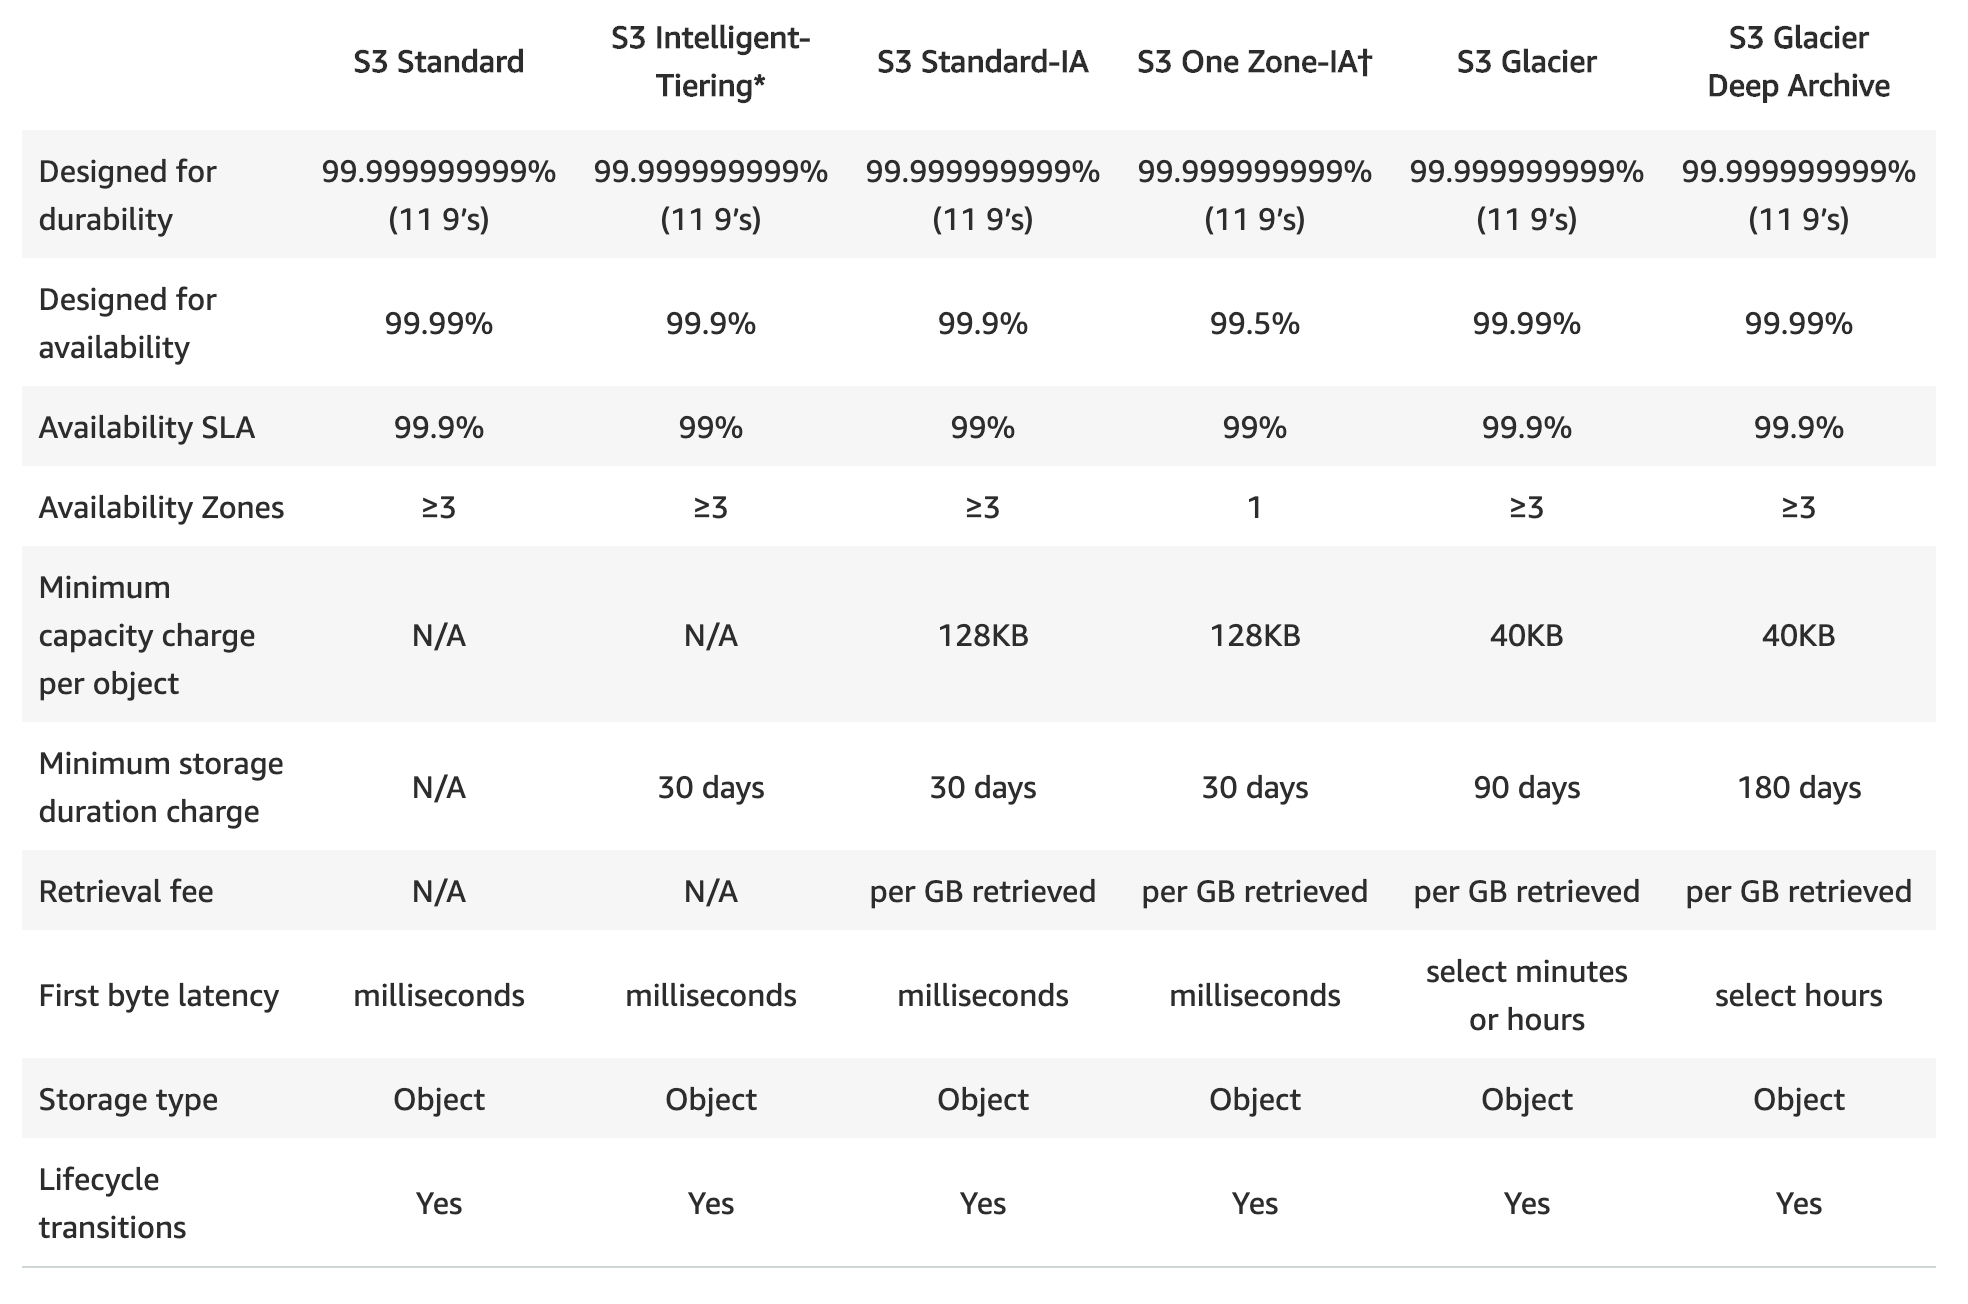 S3 Standard S3 Intelligent- S3 Standard-IA S3 One Zone-IA† S3 Glacier S3 Glacier
Tiering* Deep Archive
Designed for 99.999999999% 99.999999999% 99.999999999% 99.999999999% 99.999999999% 99.999999999%
durability (11 9’s) (11 9’s) (11 9’s) (11 9’s) (11 9’s) (11 9’s)
Designed for
availability 99.99% 99.9% 99.9% 99.5% 99.99% 99.99%
Availability SLA 99.9% 99% 99% 99% 99.9% 99.9%
Availability Zones ≥3 ≥3 ≥3 1 ≥3 ≥3
Minimum
capacity charge N/A N/A 128KB 128KB 40KB 40KB
per object
Minimum storage
duration charge N/A 30 days 30 days 30 days 90 days 180 days
Retrieval fee N/A N/A per GB retrieved per GB retrieved per GB retrieved per GB retrieved
First byte latency milliseconds milliseconds milliseconds milliseconds select minutes select hours
or hours
Storage type Object Object Object Object Object Object
Lifecycle
transitions Yes Yes Yes Yes Yes Yes